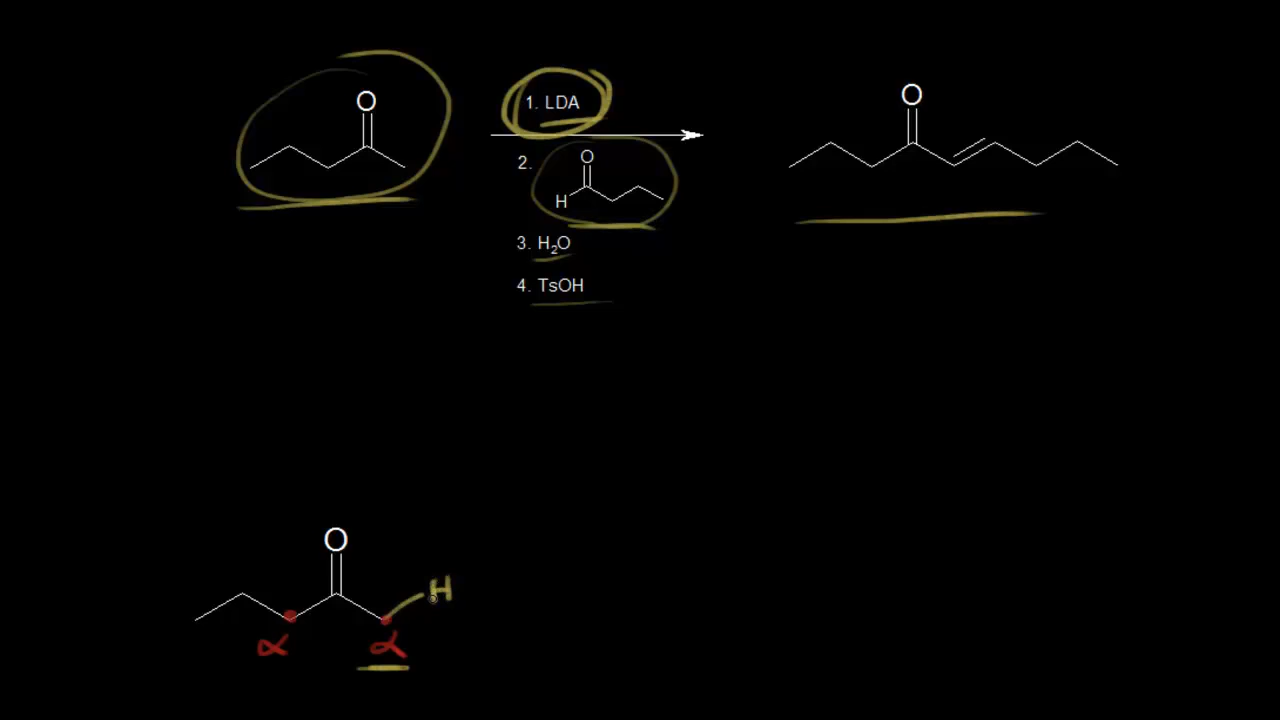 O
1. LDA
O
2.
O
H
3. H₂O
4. TsOH
O
H
α α